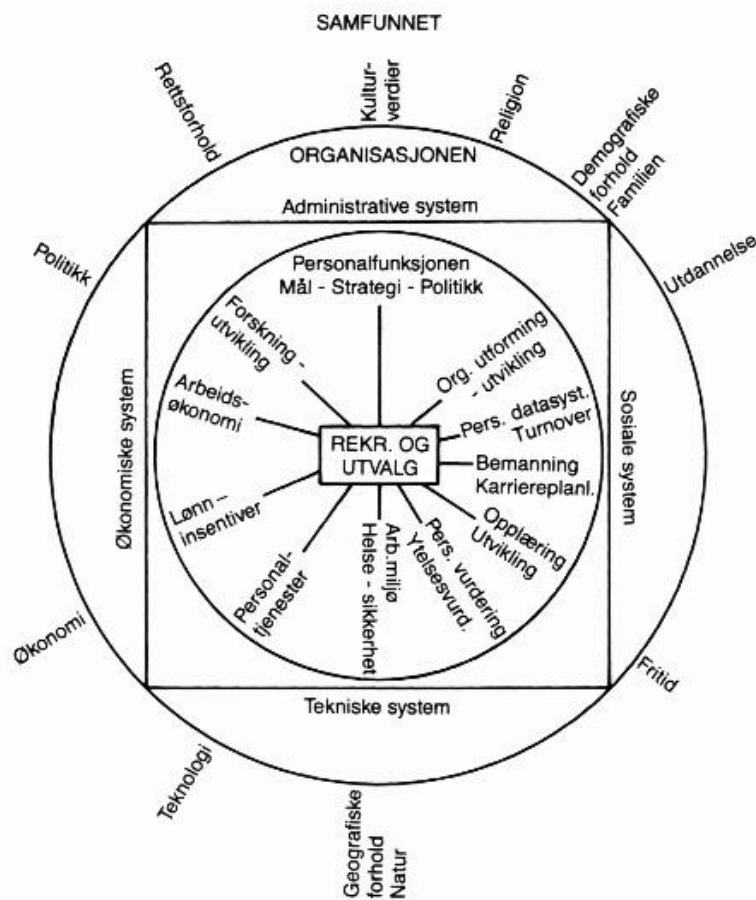 SAMFUNNET
Kultur-
verdier
Religion
Demografiske
forhold
Familien
Utdannelse
Fritid
Geografiske
forhold
Natur
Teknologi
Økonomi
Politikk
Rettsforhold
ORGANISASJONEN
Administrative system
Sosiale system
Tekniske system
Økonomiske system
Personalfunksjonen
Mål - Strategi - Politikk
Org. utforming
- utvikling
Pers. datasyst.
Turnover
Bemanning
Karriereplanl.
Opplæring
Utvikling
Pers. vurdering
Ytelsesvurd.
Arb.miljø
Helse - sikkerhet
Personal-
tjenester
Lønn –
insentiver
Arbeids-
økonomi
Forskning -
utvikling
REKR. OG
UTVALG